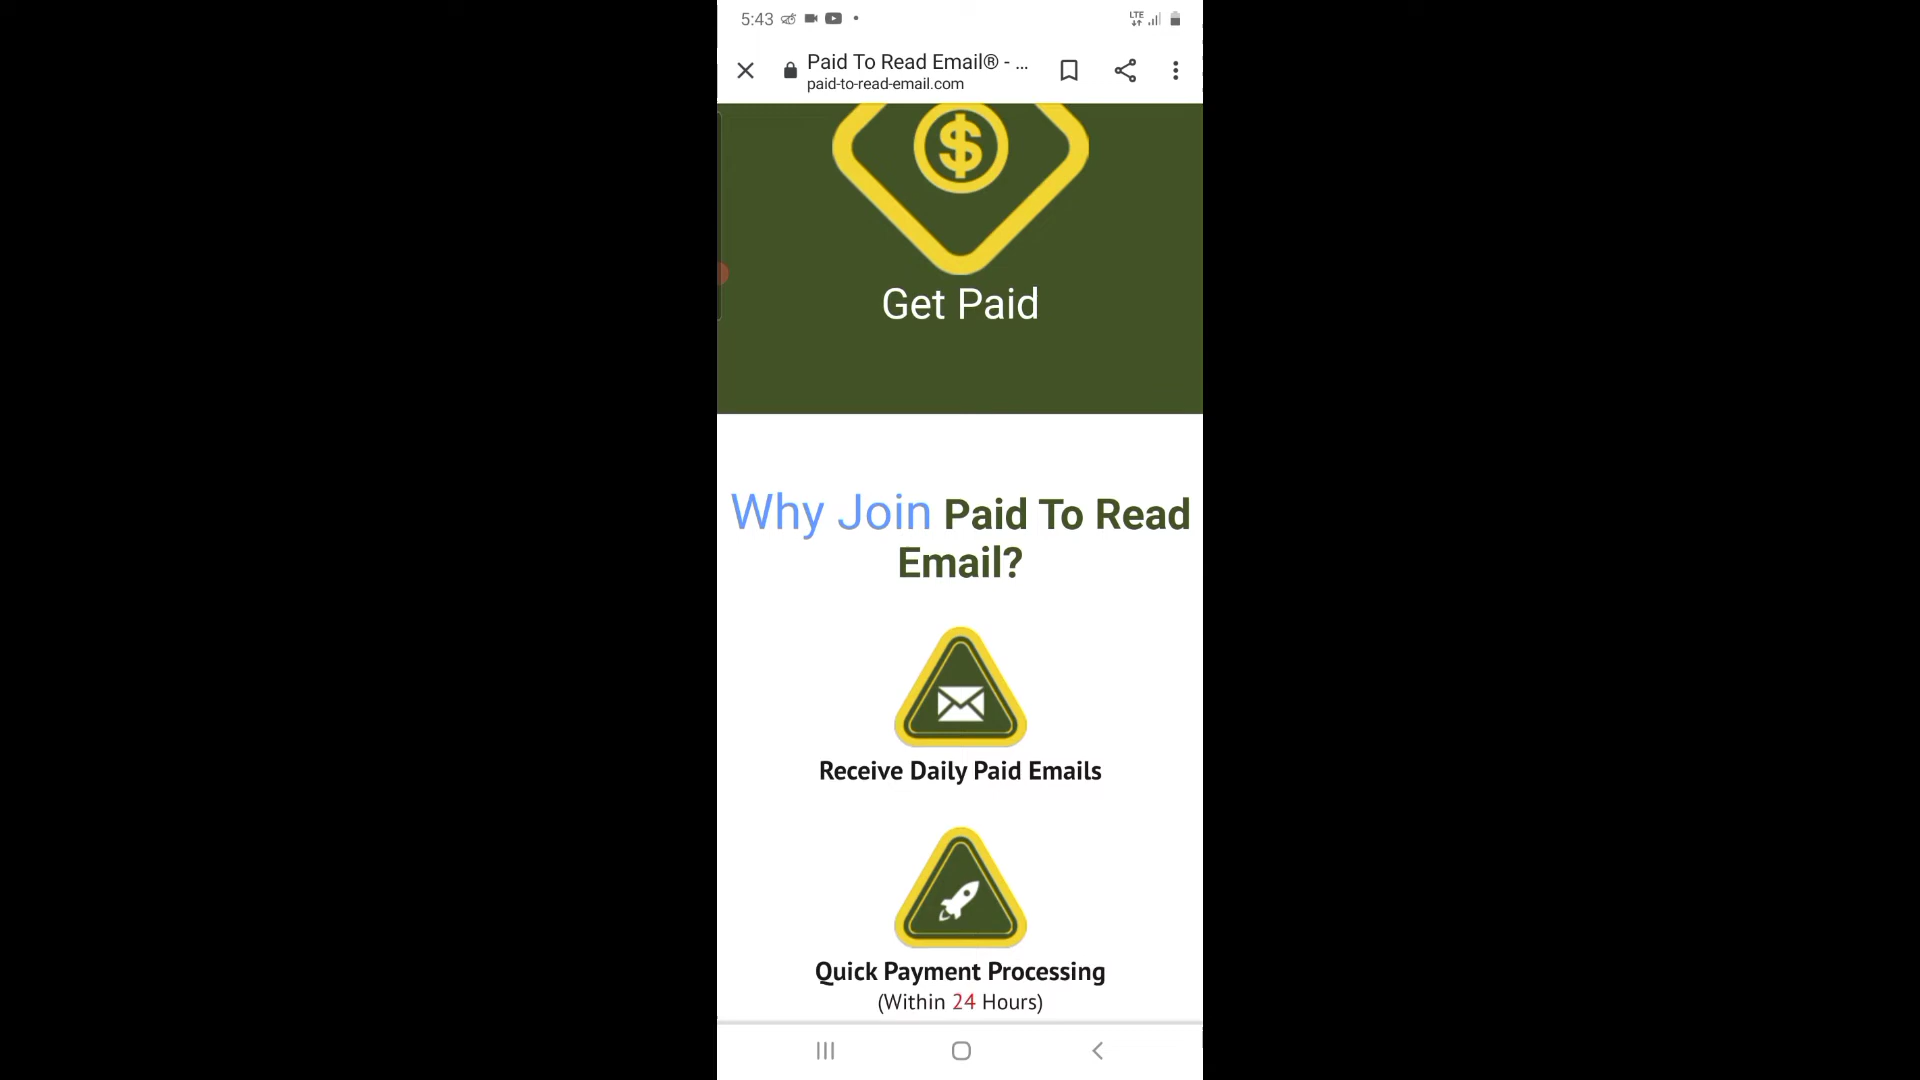 5:43
LTE
Paid To Read Email® - ...
paid-to-read-email.com
$
Get Paid
Why Join Paid To Read
Email?
Receive Daily Paid Emails
Quick Payment Processing
(Within 24 Hours)